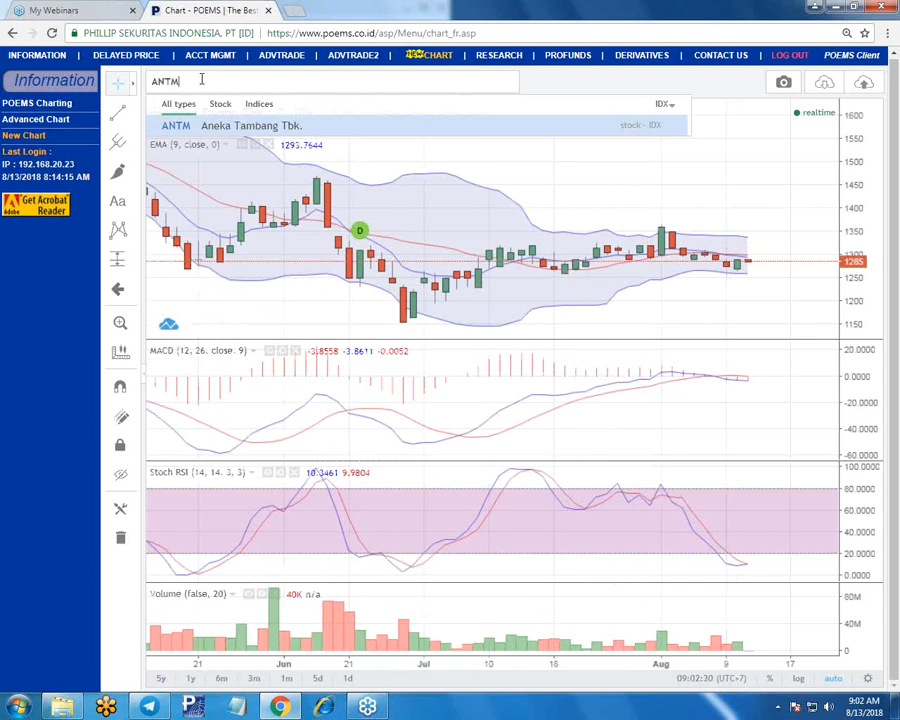 My Webinars
Chart - POEMS | The Bes
PHILLIP SEKURITAS INDONESIA, PT [ID]
https://www.poems.co.id/asp/Menu/chart_fr.asp
INFORMATION
DELAYED PRICE
ACCT MGMT
ADVTRADE
ADVTRADE2
NEW CHART
RESEARCH
PROFUNDS
DERIVATIVES
CONTACT US
LOG OUT
POEMS Client
Information
POEMS Charting
Advanced Chart
New Chart
Last Login :
IP : 192.168.20.23
8/13/2018 8:14:15 AM
Get Acrobat
Reader
ANTM
All types
Stock
Indices
IDX
ANTM Aneka Tambang Tbk.
stock - IDX
realtime
EMA (9, close, 0)
1293.7644
D
1600
1550
1500
1450
1400
1350
1300
1285
1250
1200
1150
MACD (12, 26, close, 9)
-3.8558 -3.8611 -0.0052
20.0000
0.0000
-20.0000
-40.0000
-60.0000
Stoch RSI (14, 14, 3, 3)
10.3461 9.9804
100.0000
80.0000
60.0000
40.0000
20.0000
0.0000
Volume (false, 20)
40K n/a
80M
40M
0
21
Jun
21
Jul
10
20
Aug
9
17
5y
1y
6m
3m
1m
5d
1d
09:02:30 (UTC+7)
%
log
auto
Start
9:02 AM
8/13/2018